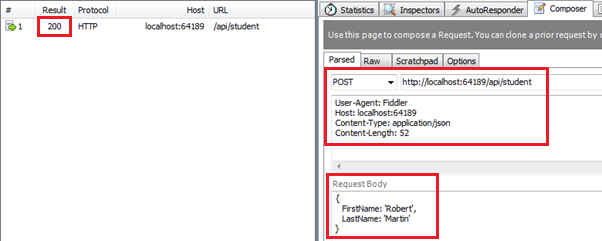 # Result Protocol Host URL
1 200 HTTP localhost:64189 /api/student
Statistics Inspectors AutoResponder Composer
Use this page to compose a Request. You can clone a prior request by
Parsed Raw Scratchpad Options
POST http://localhost:64189/api/student
User-Agent: Fiddler
Host: localhost:64189
Content-Type: application/json
Content-Length: 52
Request Body
{
FirstName: 'Robert',
LastName: 'Martin'
}